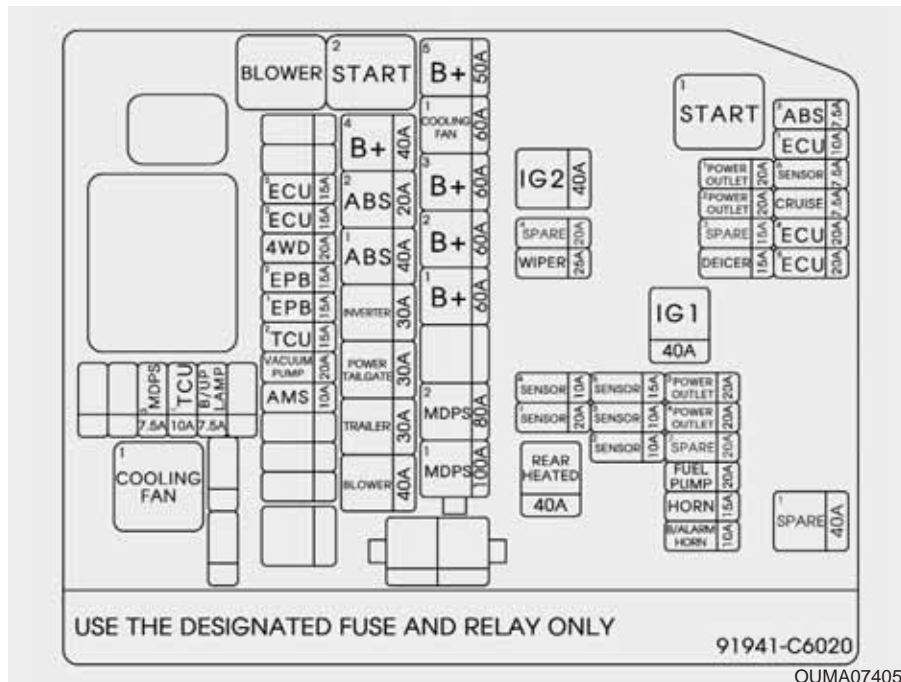 BLOWER
2 START
5 B+ 50A
1 COOLING FAN 60A
4 B+ 40A
3 B+ 60A
2 ABS 20A
2 B+ 60A
1 ABS 40A
1 B+ 60A
INVERTER 30A
POWER TAILGATE 30A
TRAILER 30A
BLOWER 40A
2 MDPS 80A
1 MDPS 100A
ECU 15A
ECU 15A
4WD 20A
2 EPB 15A
1 EPB 15A
2 TCU 15A
VACUUM PUMP 20A
AMS 10A
MDPS 7.5A
TCU 10A
B/UP LAMP 7.5A
1 COOLING FAN
IG2 40A
4 SPARE 20A
WIPER 25A
1 START
3 ABS 7.5A
ECU 10A
SENSOR 7.5A
CRUISE 7.5A
ECU 20A
ECU 20A
1 POWER OUTLET 20A
2 POWER OUTLET 20A
SPARE 15A
DEICER 15A
IG1
40A
SENSOR 10A
SENSOR 15A
POWER OUTLET 20A
SENSOR 20A
SENSOR 10A
POWER OUTLET 20A
SENSOR 10A
SPARE 20A
REAR HEATED
40A
FUEL PUMP 20A
HORN 15A
B/ALARM HORN 10A
1 SPARE 40A
USE THE DESIGNATED FUSE AND RELAY ONLY
91941-C6020
OUMA07405